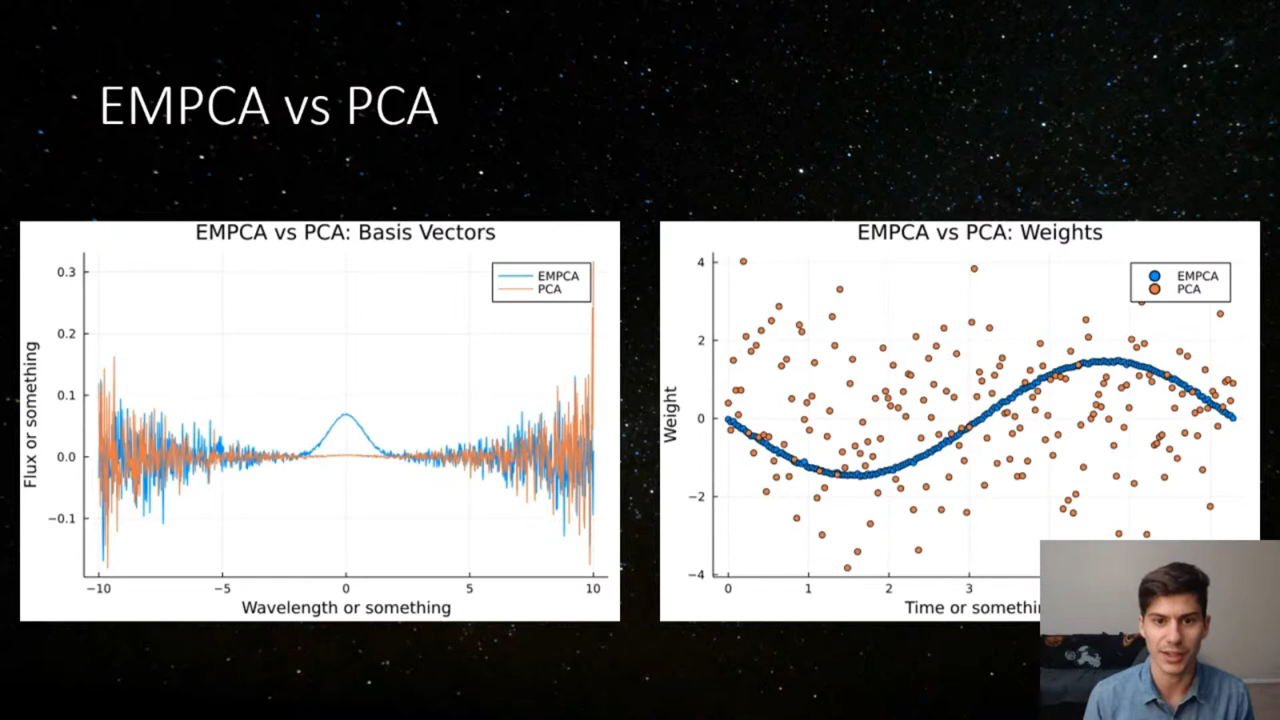 EMPCA vs PCA
EMPCA vs PCA: Basis Vectors
EMPCA
PCA
0.3
0.2
0.1
0.0
−0.1
Flux or something
−10
−5
0
5
10
Wavelength or something
EMPCA vs PCA: Weights
EMPCA
PCA
4
2
0
−2
−4
Weight
0
1
2
3
Time or somethin